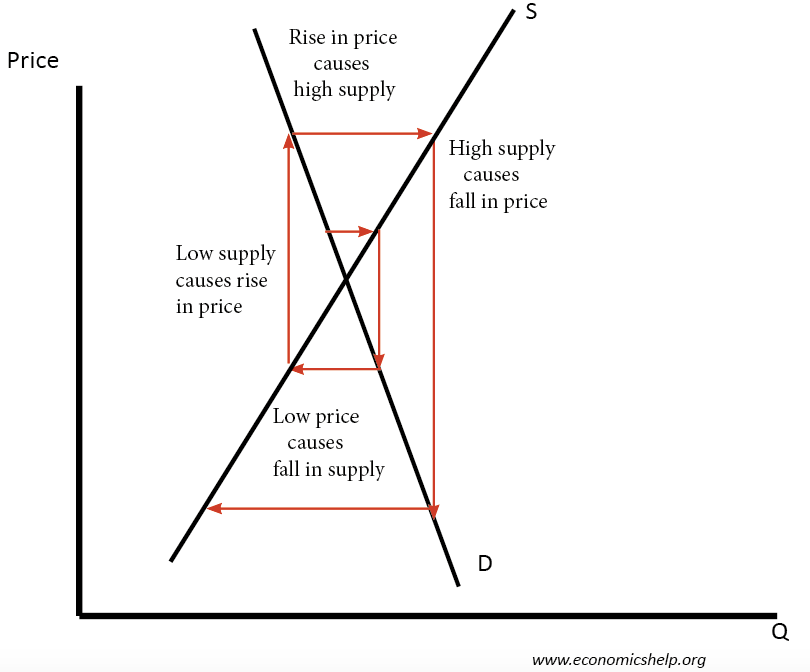 S
Rise in price
causes
high supply
Price
High supply
causes
fall in price
Low supply
causes rise
in price
Low price
causes
fall in supply
D
Q
www.economicshelp.org